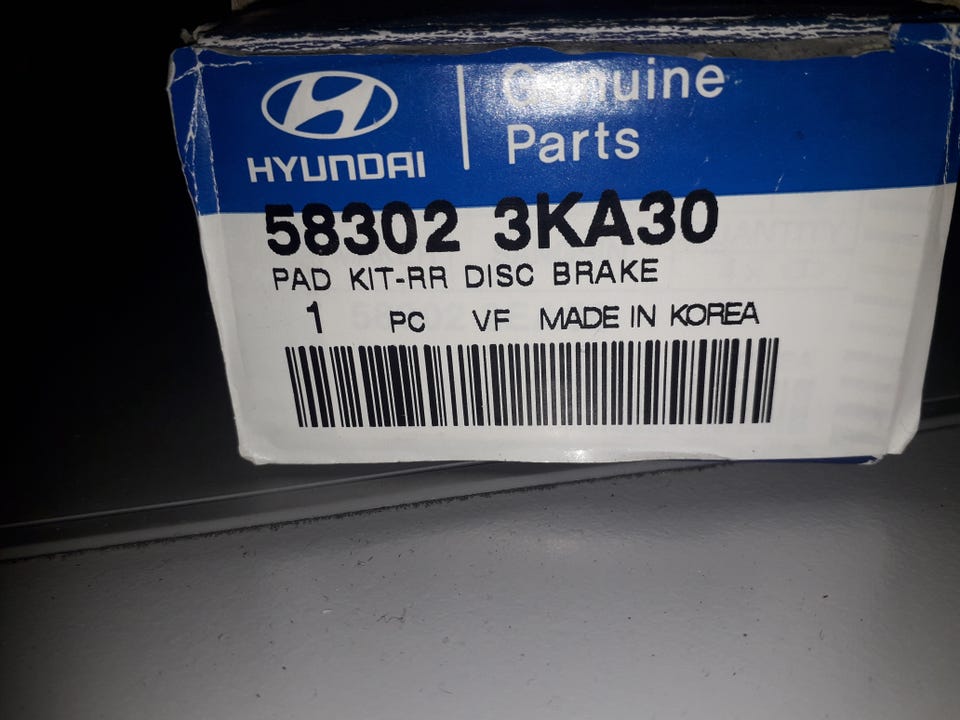 HYUNDAI
Genuine
Parts
58302 3KA30
PAD KIT-RR DISC BRAKE
1 PC VF MADE IN KOREA